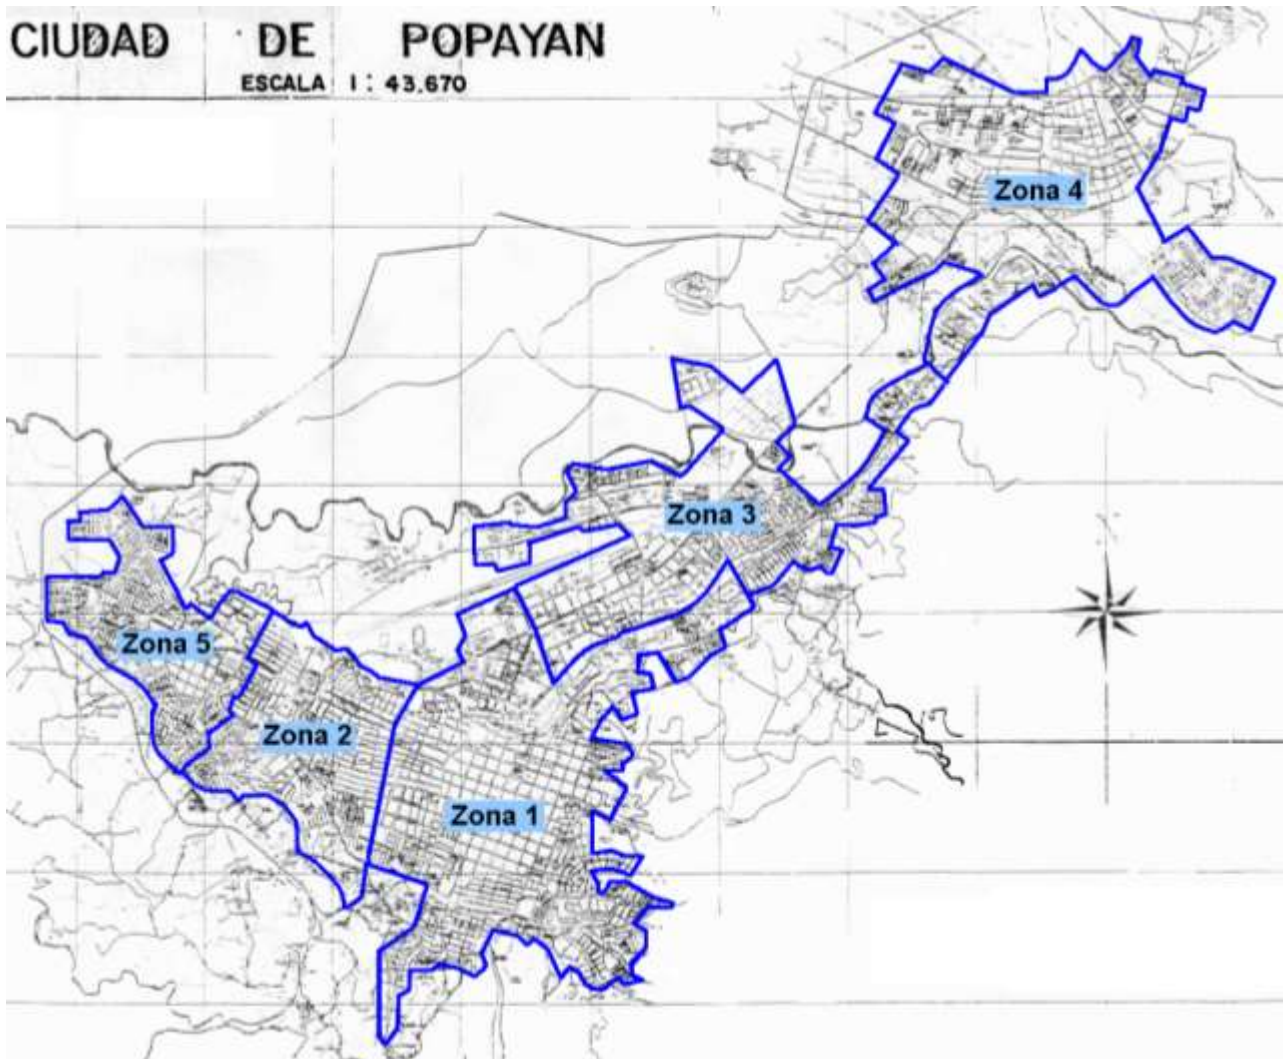 CIUDAD DE POPAYAN
ESCALA 1: 43.670
Zona 4
Zona 3
Zona 5
Zona 2
Zona 1